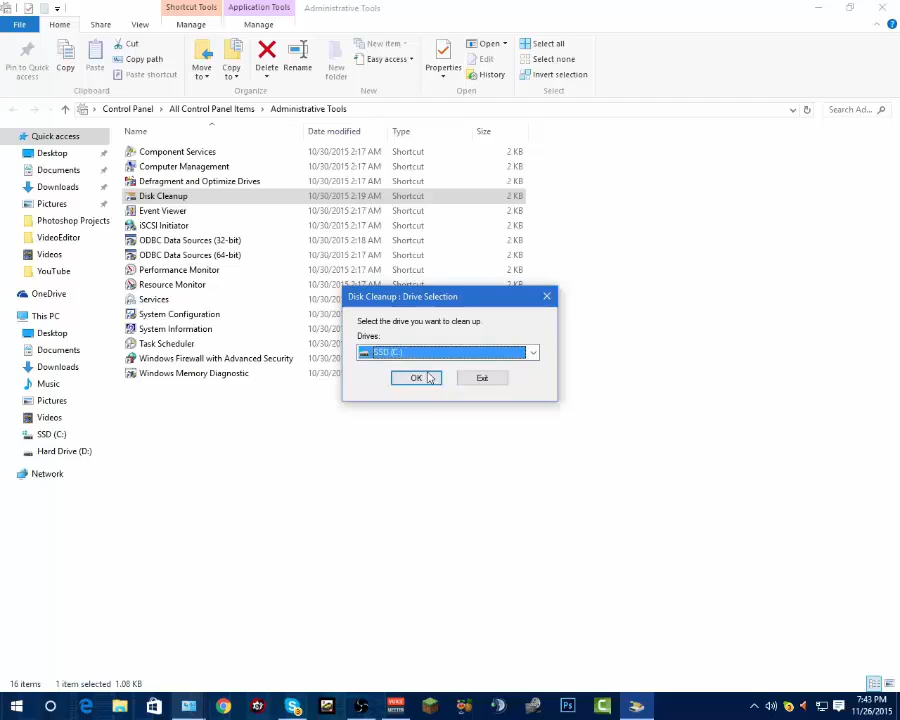 Shortcut Tools Application Tools Administrative Tools
File Home Share View Manage Manage
Pin to Quick access
Copy
Paste
Cut
Copy path
Paste shortcut
Clipboard
Move to
Copy to
Delete
Rename
Organize
New folder
New item
Easy access
New
Properties
Open
Edit
History
Open
Select all
Select none
Invert selection
Select
Control Panel All Control Panel Items Administrative Tools Search Ad...
Name Date modified Type Size
Quick access
Desktop
Documents
Downloads
Pictures
Photoshop Projects
VideoEditor
Videos
YouTube
OneDrive
This PC
Desktop
Documents
Downloads
Music
Pictures
Videos
SSD (C:)
Hard Drive (D:)
Network
Component Services 10/30/2015 2:17 AM Shortcut 2 KB
Computer Management 10/30/2015 2:17 AM Shortcut 2 KB
Defragment and Optimize Drives 10/30/2015 2:17 AM Shortcut 2 KB
Disk Cleanup 10/30/2015 2:19 AM Shortcut 2 KB
Event Viewer 10/30/2015 2:17 AM Shortcut 2 KB
iSCSI Initiator 10/30/2015 2:17 AM Shortcut 2 KB
ODBC Data Sources (32-bit) 10/30/2015 2:18 AM Shortcut 2 KB
ODBC Data Sources (64-bit) 10/30/2015 2:17 AM Shortcut 2 KB
Performance Monitor 10/30/2015 2:17 AM Shortcut 2 KB
Resource Monitor 10/30/2015 2:17 AM Shortcut 2 KB
Services
System Configuration
System Information
Task Scheduler
Windows Firewall with Advanced Security
Windows Memory Diagnostic
Disk Cleanup : Drive Selection
Select the drive you want to clean up.
Drives:
SSD (C:)
OK Exit
16 items 1 item selected 1.08 KB
Ps
7:43 PM
11/26/2015